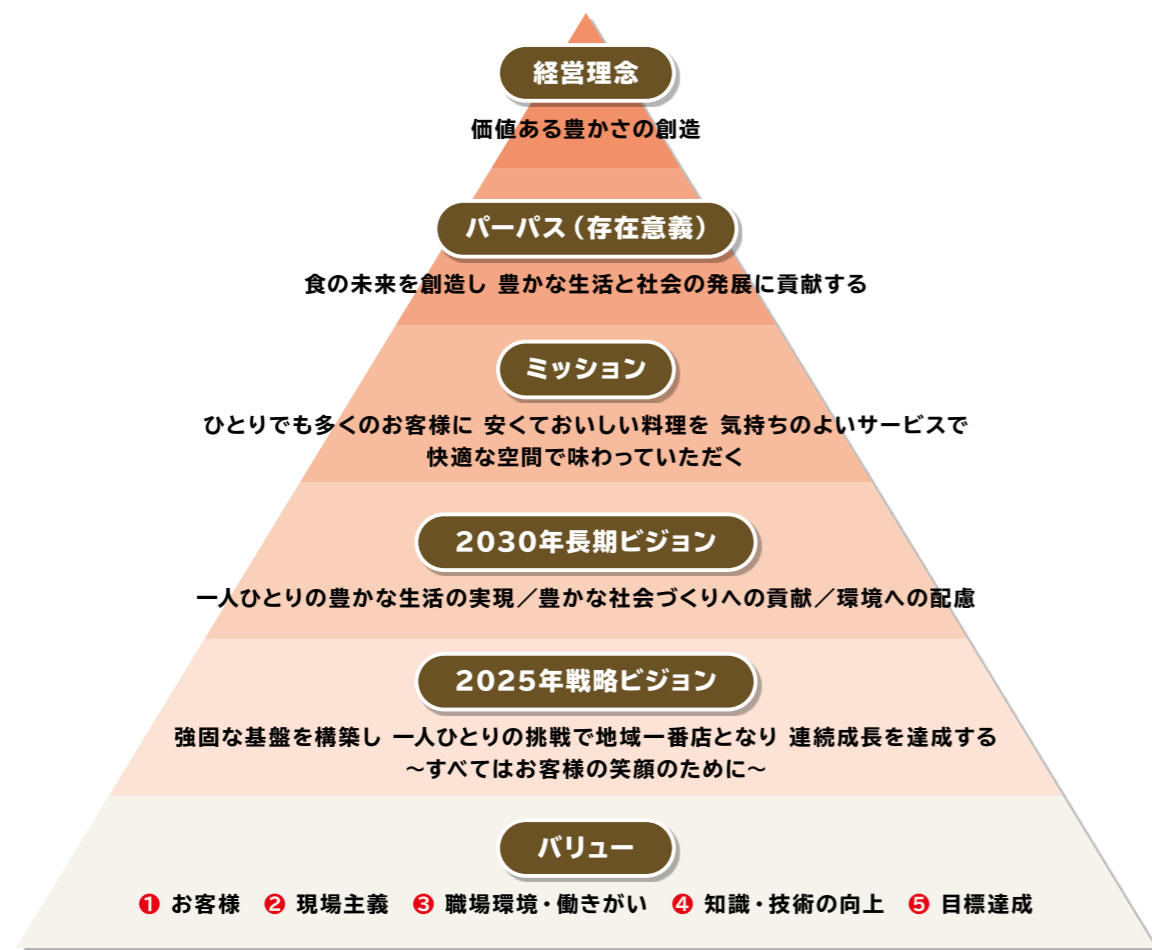 経営理念
価値ある豊かさの創造
パーパス（存在意義）
食の未来を創造し 豊かな生活と社会の発展に貢献する
ミッション
ひとりでも多くのお客様に 安くておいしい料理を 気持ちのよいサービスで
快適な空間で味わっていただく
2030年長期ビジョン
一人ひとりの豊かな生活の実現／豊かな社会づくりへの貢献／環境への配慮
2025年戦略ビジョン
強固な基盤を構築し 一人ひとりの挑戦で地域一番店となり 連続成長を達成する
～すべてはお客様の笑顔のために～
バリュー
❶ お客様 ❷ 現場主義 ❸ 職場環境・働きがい ❹ 知識・技術の向上 ❺ 目標達成